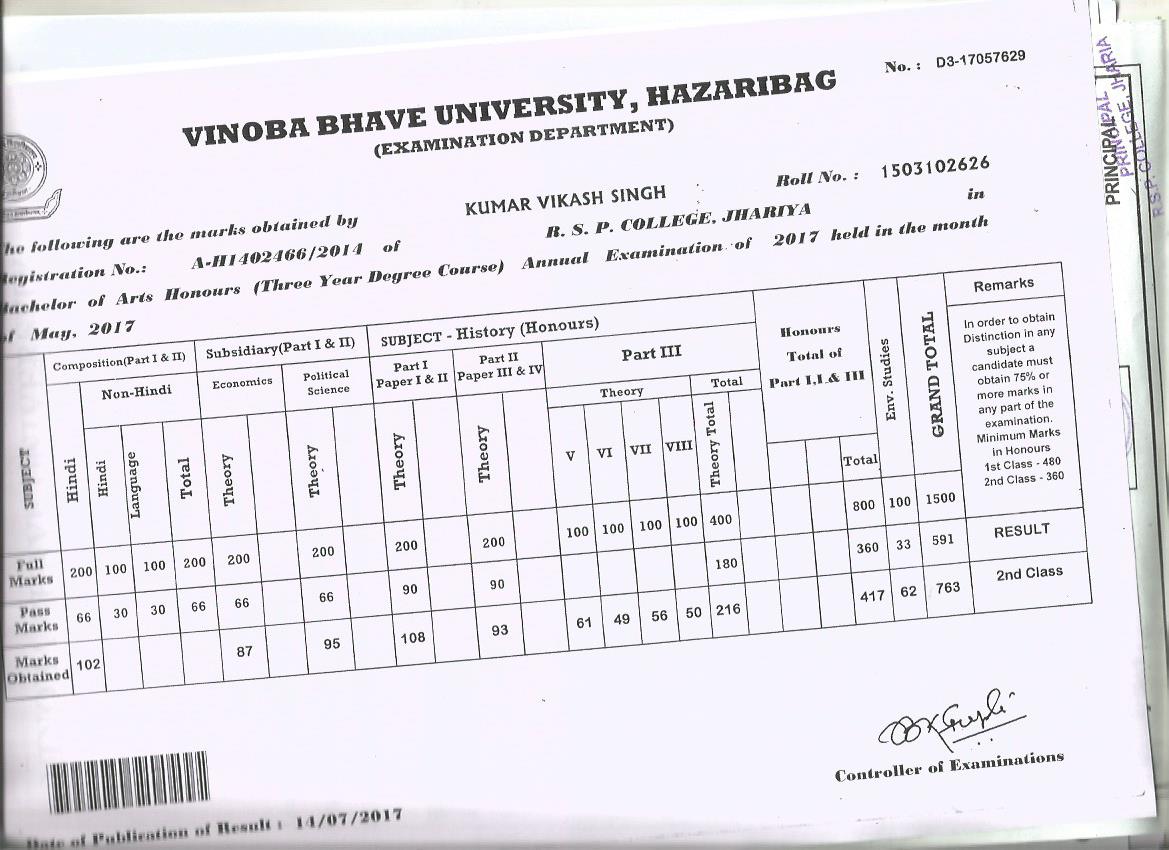 No. : D3-17057629
VINOBA BHAVE UNIVERSITY, HAZARIBAG
(EXAMINATION DEPARTMENT)
Roll No. : 1503102626
he following are the marks obtained by KUMAR VIKASH SINGH in
egistration No.: A-H1402466/2014 of R. S. P. COLLEGE, JHARIYA
achelor of Arts Honours (Three Year Degree Course) Annual Examination of 2017 held in the month
of May, 2017
SUBJECT
Composition(Part I & II)
Subsidiary(Part I & II)
SUBJECT - History (Honours)
Honours
Total of
Part I,I & III
Env. Studies
GRAND TOTAL
Remarks
Hindi
Non-Hindi
Economics
Political
Science
Part I
Paper I & II
Part II
Paper III & IV
Part III
Theory
Total
Hindi
Language
Total
Theory
Theory
Theory
Theory
V VI VII VIII
Theory Total
Total
In order to obtain
Distinction in any
subject a
candidate must
obtain 75% or
more marks in
any part of the
examination.
Minimum Marks
in Honours
1st Class - 480
2nd Class - 360
Full
Marks
200 100 100 200 200 200 200 200 100 100 100 100 400 800 100 1500
Pass
Marks
66 30 30 66 66 66 90 90 180 360 33 591
RESULT
Marks
Obtained
102 87 95 108 93 61 49 56 50 216 417 62 763
2nd Class
Controller of Examinations
Date of Publication of Result : 14/07/2017
PRINCIPAL
PRINCIPAL
R.S.P. COLLEGE, JHARIA